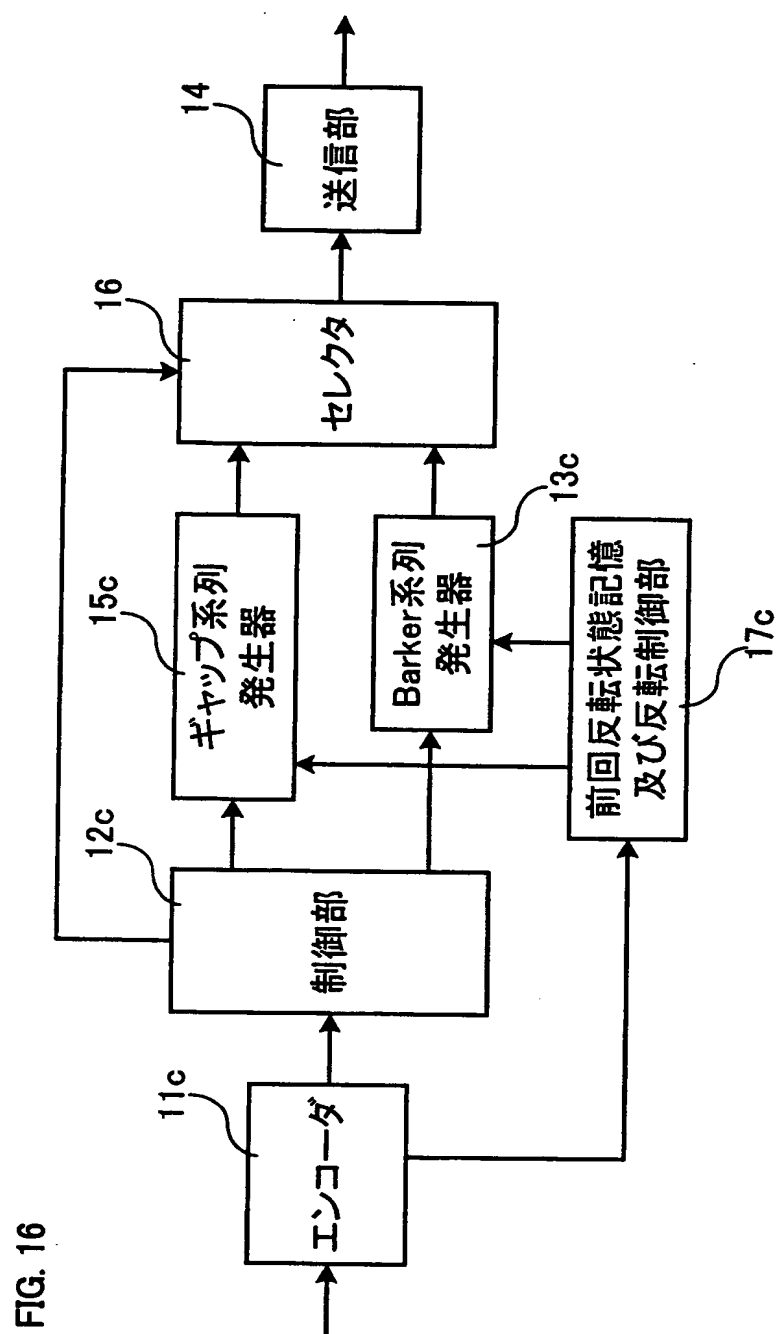 FIG. 16
11c
エンコーダ
12c
制御部
15c
ギャップ系列
発生器
Barker系列
発生器
13c
前回反転状態記憶
及び反転制御部
17c
16
セレクタ
14
送信部